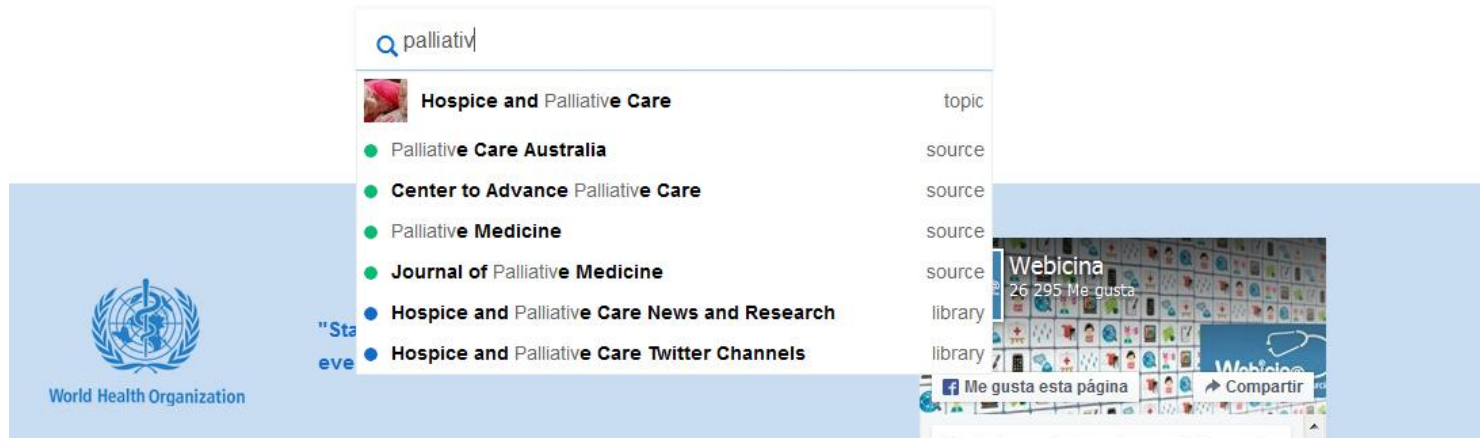 palliativ
Hospice and Palliative Care topic
Palliative Care Australia source
Center to Advance Palliative Care source
Palliative Medicine source
Journal of Palliative Medicine source
Hospice and Palliative Care News and Research library
Hospice and Palliative Care Twitter Channels library
"Sta
eve
World Health Organization
Webicina
26 295 Me gusta
Me gusta esta página
Compartir